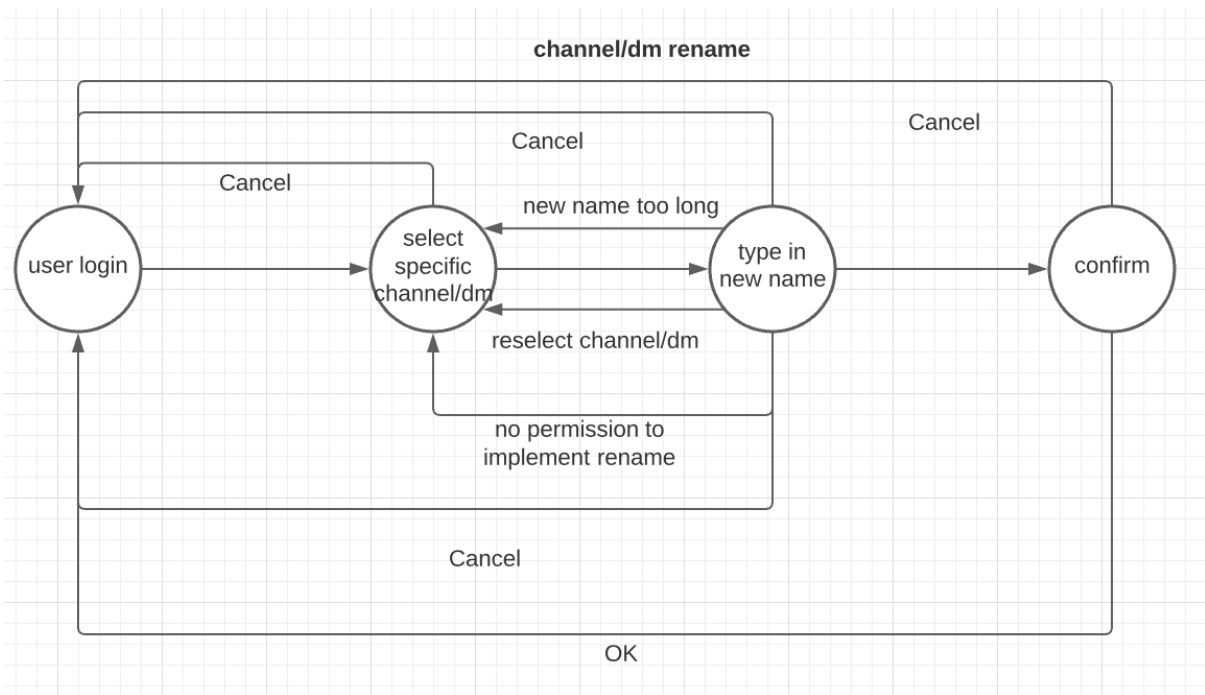 channel/dm rename
Cancel
Cancel
Cancel
new name too long
user login
select
specific
channel/dm
type in
new name
confirm
reselect channel/dm
no permission to
implement rename
Cancel
OK